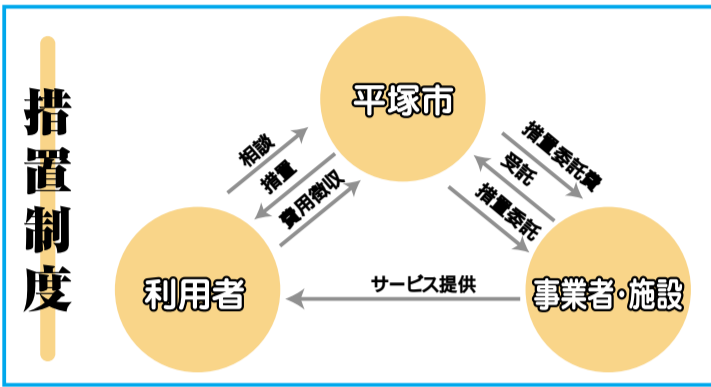 措置制度
平塚市
相談
措置
費用徴収
措置委託費
受託
措置委託
利用者
サービス提供
事業者・施設